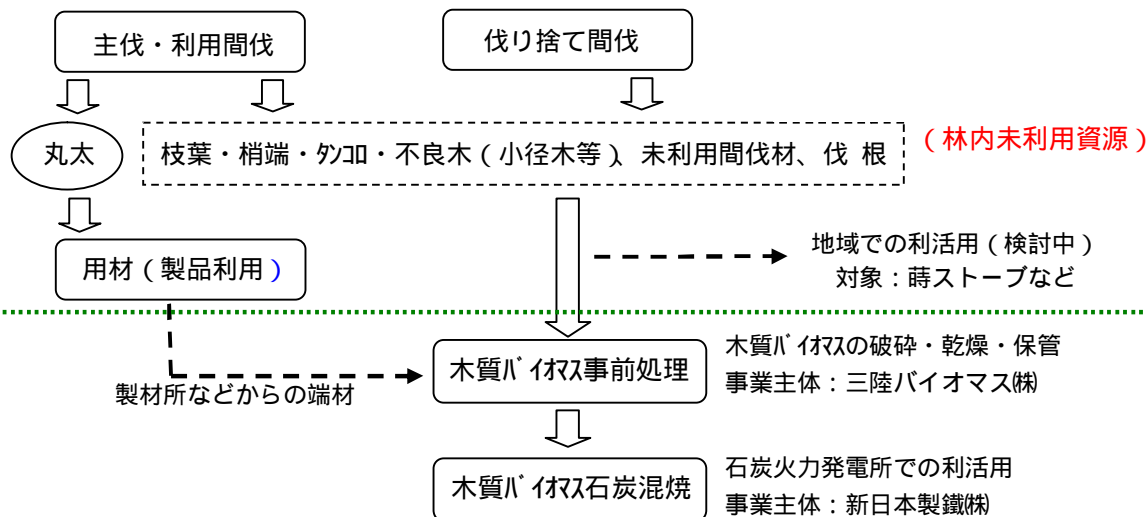 主伐・利用間伐
伐り捨て間伐
丸太
枝葉・梢端・ﾀﾝｺﾛ・不良木（小径木等）、未利用間伐材、伐 根
（林内未利用資源）
用材（製品利用）
地域での利活用（検討中）
対象：蒔ストーブなど
木質ﾊﾞｲｵﾏｽ事前処理
木質ﾊﾞｲｵﾏｽの破砕・乾燥・保管
事業主体：三陸バイオマス㈱
製材所などからの端材
木質ﾊﾞｲｵﾏｽ石炭混焼
石炭火力発電所での利活用
事業主体：新日本製鐵㈱